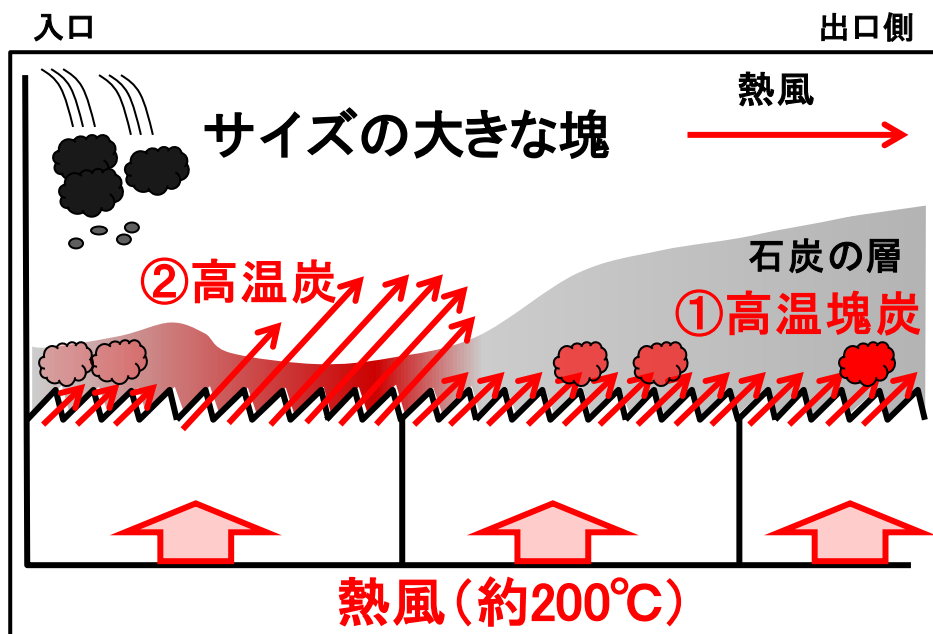 入口
出口側
熱風
サイズの大きな塊
石炭の層
②高温炭
①高温塊炭
熱風(約200℃)